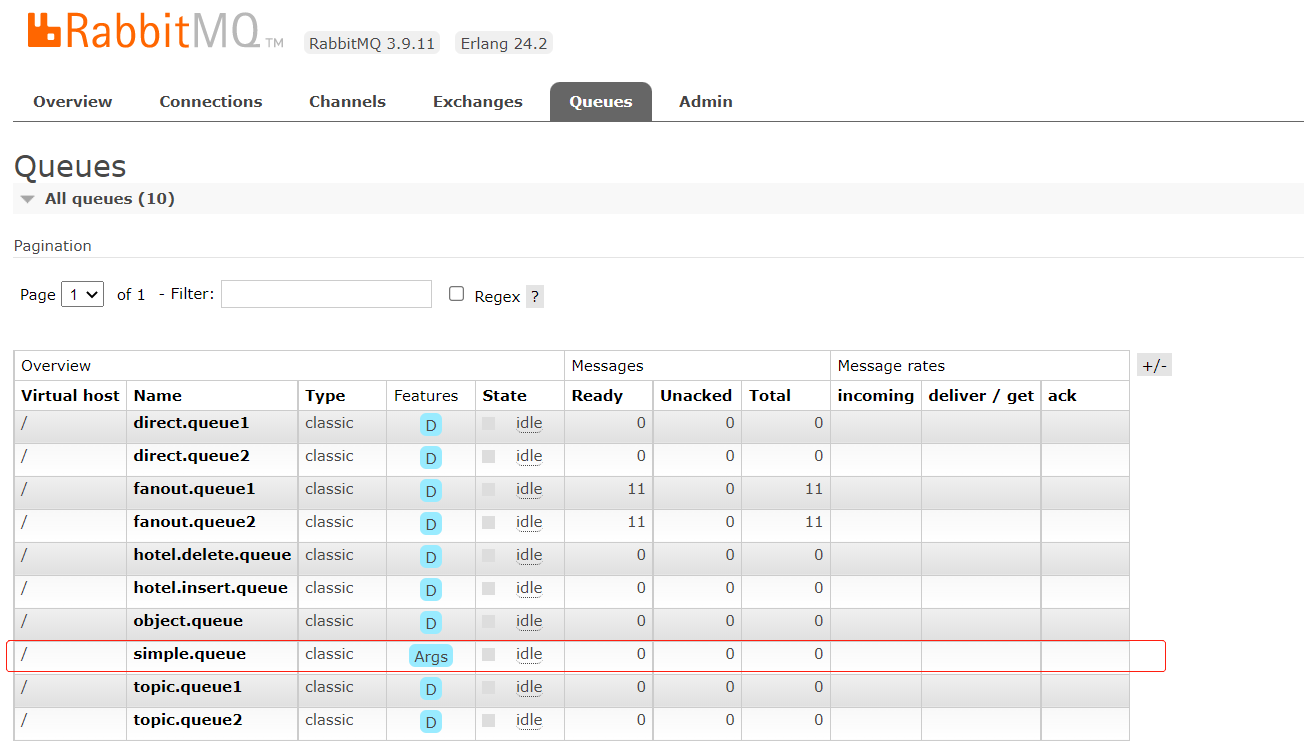 RabbitMQ TM RabbitMQ 3.9.11 Erlang 24.2
Overview Connections Channels Exchanges Queues Admin
Queues
All queues (10)
Pagination
Page 1 of 1 - Filter: Regex ?
Overview Messages Message rates +/-
Virtual host Name Type Features State Ready Unacked Total incoming deliver / get ack
/ direct.queue1 classic D idle 0 0 0
/ direct.queue2 classic D idle 0 0 0
/ fanout.queue1 classic D idle 11 0 11
/ fanout.queue2 classic D idle 11 0 11
/ hotel.delete.queue classic D idle 0 0 0
/ hotel.insert.queue classic D idle 0 0 0
/ object.queue classic D idle 0 0 0
/ simple.queue classic Args idle 0 0 0
/ topic.queue1 classic D idle 0 0 0
/ topic.queue2 classic D idle 0 0 0